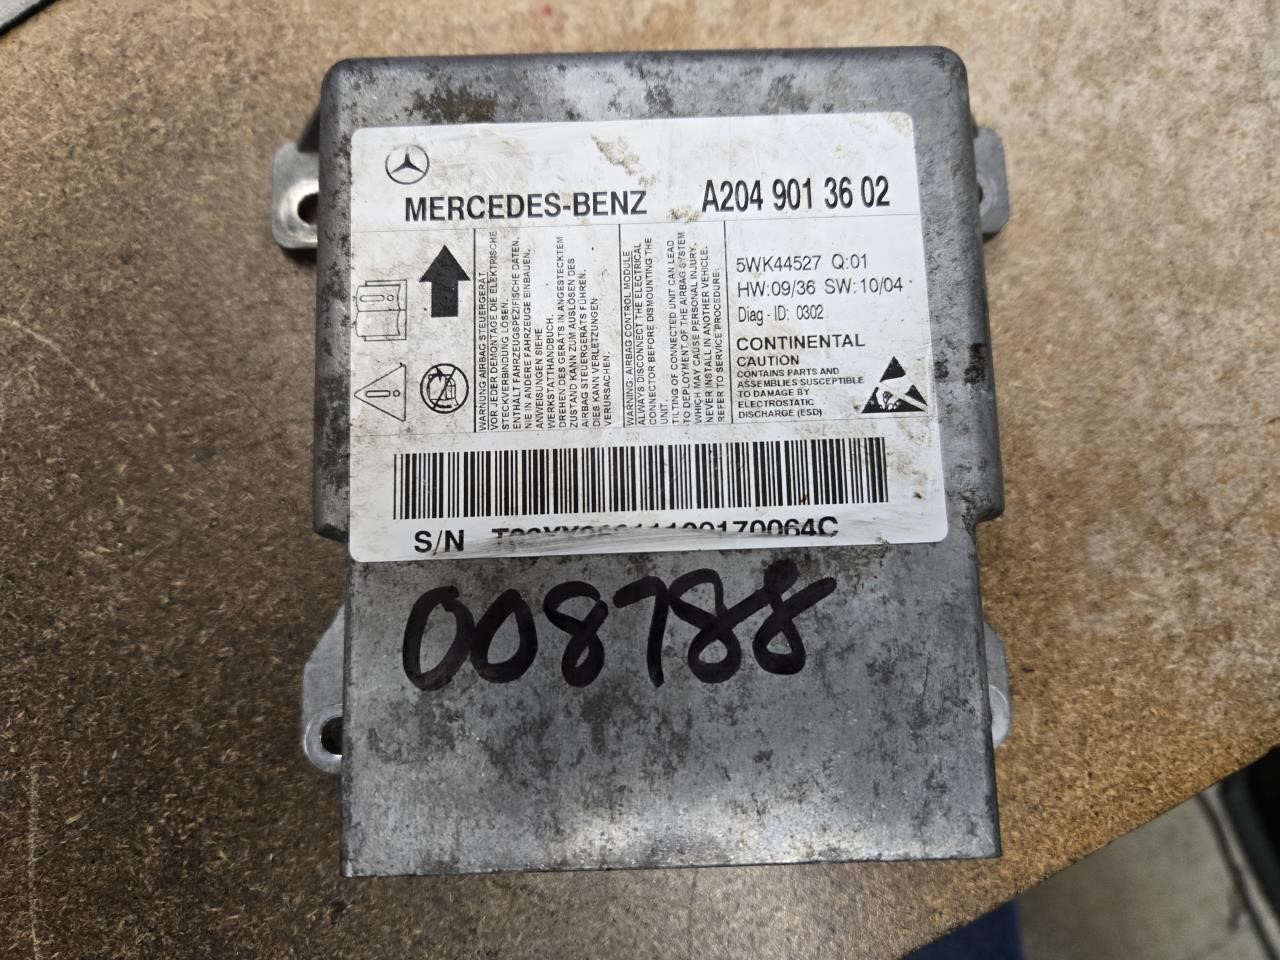 MERCEDES-BENZ
A204 901 36 02
WARNUNG AIRBAG STEUERGERÄT
VOR JEDER DEMONTAGE DIE ELEKTRISCHE
STECKVERBINDUNG LÖSEN.
ENTHÄLT FAHRZEUGSPEZIFISCHE DATEN.
NIE IN ANDERE FAHRZEUGE EINBAUEN.
ANWEISUNGEN SIEHE
WERKSTATTHANDBUCH.
DREHEN DES GERÄTS IN ANGESTECKTEM
ZUSTAND KANN ZUM AUSLÖSEN DES
AIRBAG STEUERGERÄTS FÜHREN.
DIES KANN VERLETZUNGEN
VERURSACHEN.
WARNING: AIRBAG CONTROL MODULE
ALWAYS DISCONNECT THE ELECTRICAL
CONNECTOR BEFORE DISMOUNTING THE
UNIT.
TILTING OF CONNECTED UNIT CAN LEAD
TO DEPLOYMENT OF THE AIRBAG SYSTEM
WHICH MAY CAUSE PERSONAL INJURY.
NEVER INSTALL IN ANOTHER VEHICLE.
REFER TO SERVICE PROCEDURE.
5WK44527 Q:01
HW:09/36 SW:10/04
Diag - ID: 0302
CONTINENTAL
CAUTION
CONTAINS PARTS AND
ASSEMBLIES SUSCEPTIBLE
TO DAMAGE BY
ELECTROSTATIC
DISCHARGE (ESD)
S/N
008788